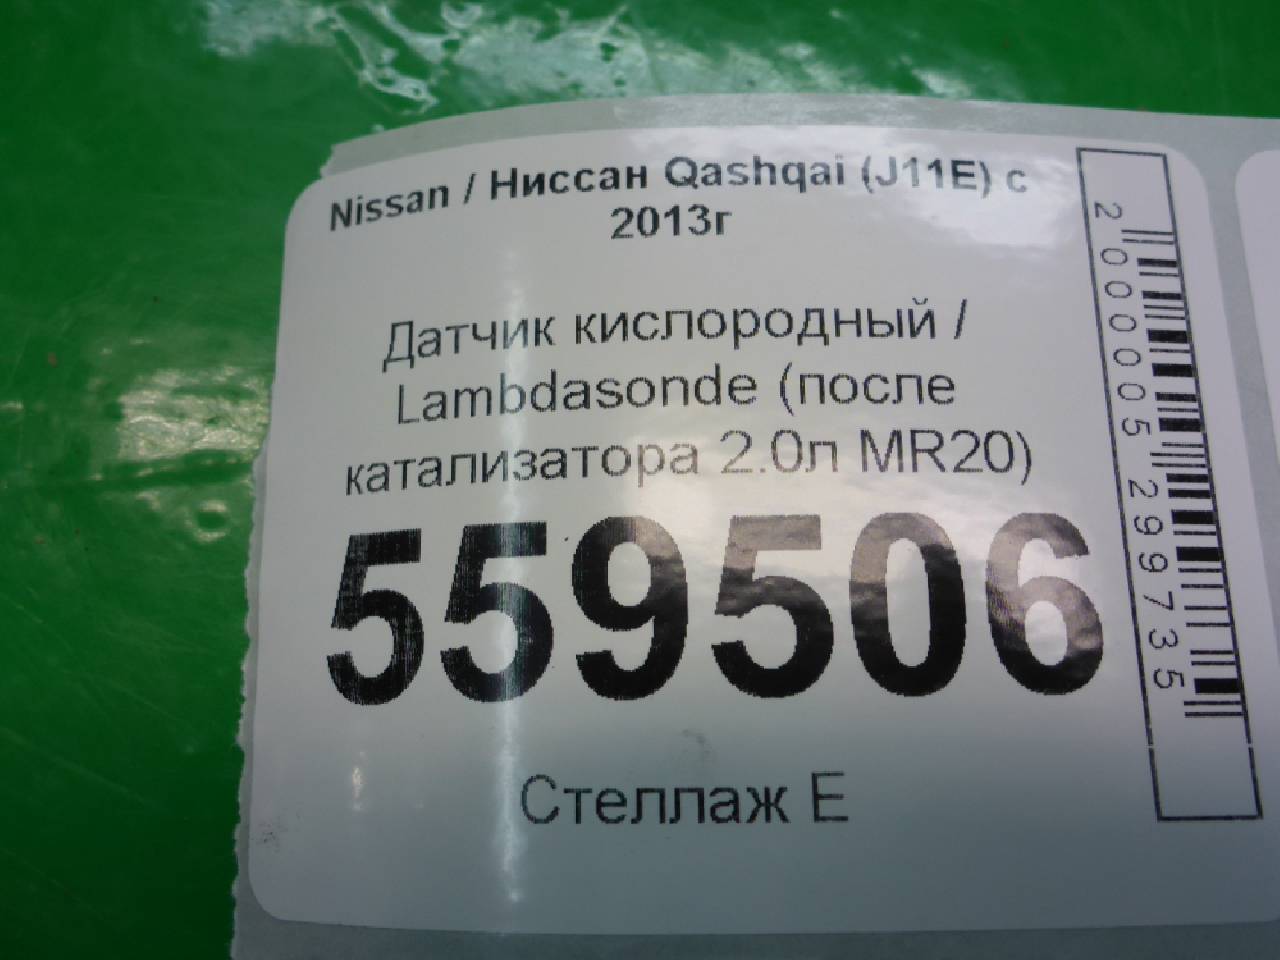 Nissan / Ниссан Qashqai (J11E) с
2013г
Датчик кислородный /
Lambdasonde (после
катализатора 2.0л MR20)
559506
Стеллаж Е
2000005299735